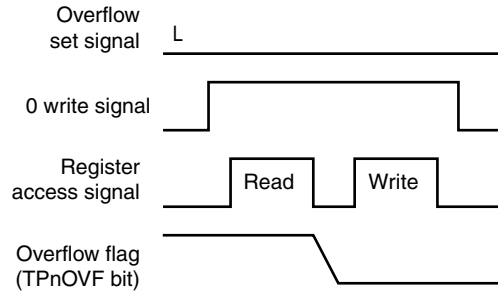 Overflow
set signal
L
0 write signal
Register
access signal
Read
Write
Overflow flag
(TPnOVF bit)